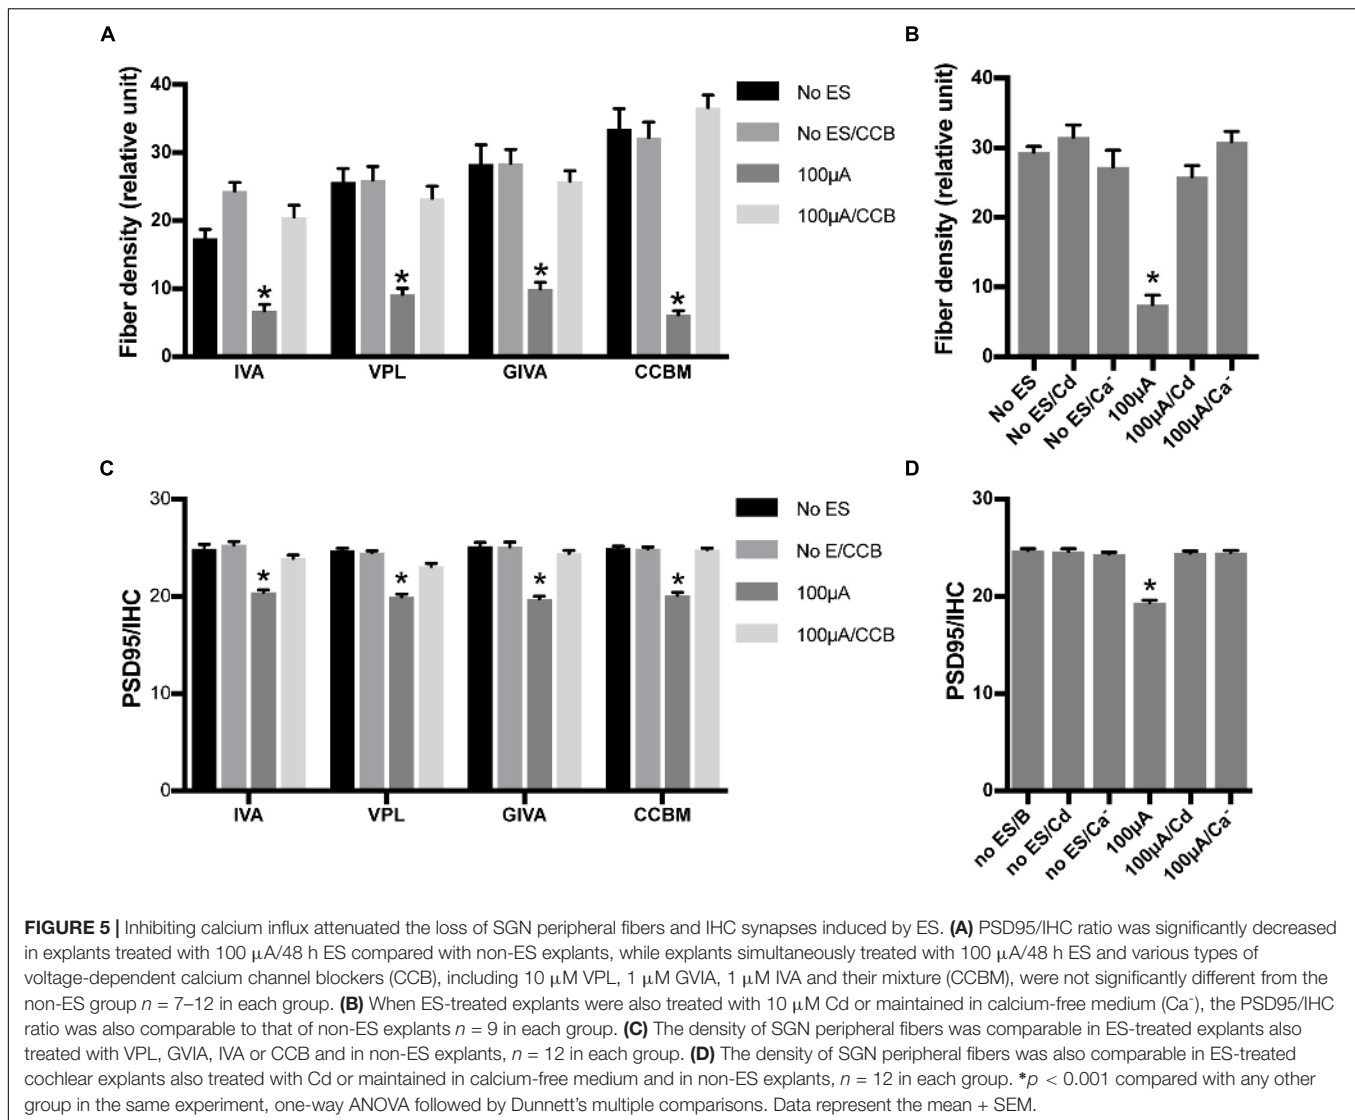 A
Fiber density (relative unit)
40
30
20
10
0
IVA VPL GIVA CCBM
No ES
No ES/CCB
100µA
100µA/CCB
B
Fiber density (relative unit)
40
30
20
10
0
*
* * * *
No ES No ES/Cd No ES/Ca⁻ 100µA 100µA/Cd 100µA/Ca⁻
C
PSD95/IHC
30
20
10
0
* * * *
IVA VPL GIVA CCBM
No ES
No E/CCB
100µA
100µA/CCB
D
PSD95/IHC
30
20
10
0
*
no ES/B no ES/Cd no ES/Ca⁻ 100µA 100µA/Cd 100µA/Ca⁻
FIGURE 5 | Inhibiting calcium influx attenuated the loss of SGN peripheral fibers and IHC synapses induced by ES. (A) PSD95/IHC ratio was significantly decreased
in explants treated with 100 µA/48 h ES compared with non-ES explants, while explants simultaneously treated with 100 µA/48 h ES and various types of
voltage-dependent calcium channel blockers (CCB), including 10 µM VPL, 1 µM GVIA, 1 µM IVA and their mixture (CCBM), were not significantly different from the
non-ES group n = 7–12 in each group. (B) When ES-treated explants were also treated with 10 µM Cd or maintained in calcium-free medium (Ca⁻), the PSD95/IHC
ratio was also comparable to that of non-ES explants n = 9 in each group. (C) The density of SGN peripheral fibers was comparable in ES-treated explants also
treated with VPL, GVIA, IVA or CCB and in non-ES explants, n = 12 in each group. (D) The density of SGN peripheral fibers was also comparable in ES-treated
cochlear explants also treated with Cd or maintained in calcium-free medium and in non-ES explants, n = 12 in each group. *p < 0.001 compared with any other
group in the same experiment, one-way ANOVA followed by Dunnett's multiple comparisons. Data represent the mean + SEM.